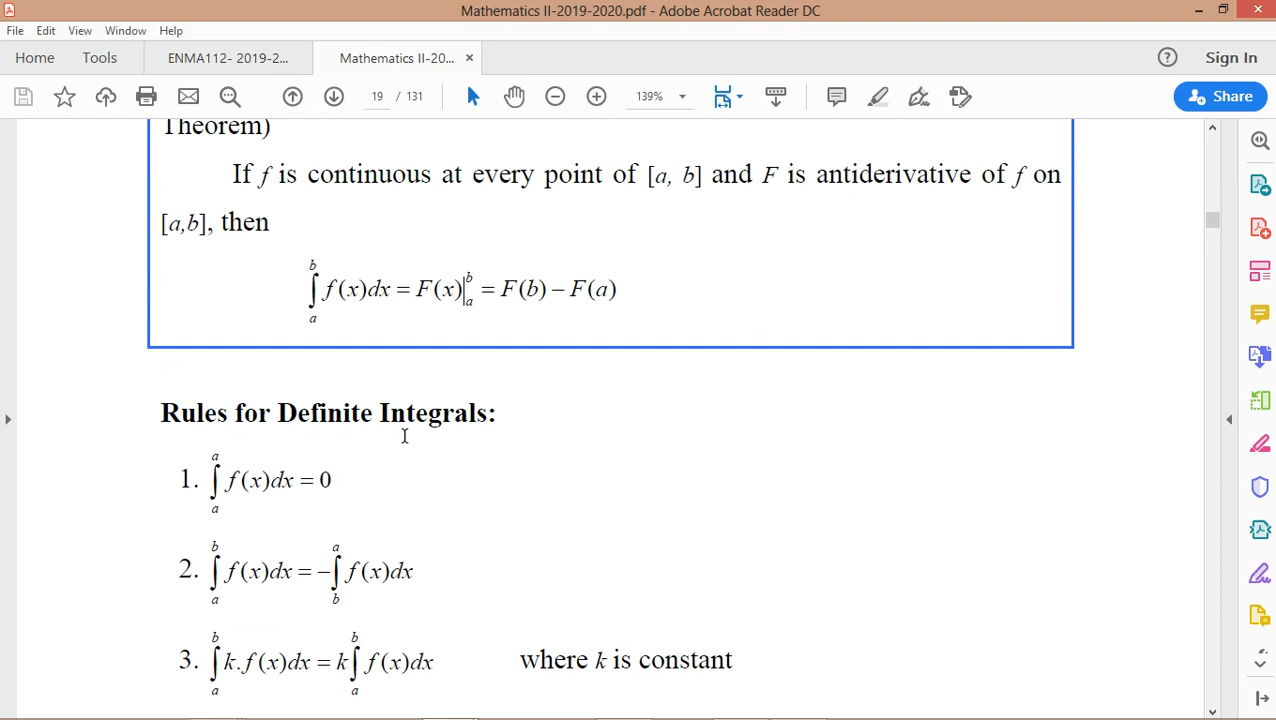 Mathematics II-2019-2020.pdf - Adobe Acrobat Reader DC
File Edit View Window Help
Home Tools ENMA112- 2019-2... Mathematics II-20... × Sign In
19 / 131 139% Share
Theorem)
If f is continuous at every point of [a, b] and F is antiderivative of f on
[a,b], then
∫_a^b f(x)dx = F(x)|_a^b = F(b) − F(a)
Rules for Definite Integrals:
1. ∫_a^a f(x)dx = 0
2. ∫_a^b f(x)dx = −∫_b^a f(x)dx
3. ∫_a^b k.f(x)dx = k∫_a^b f(x)dx where k is constant